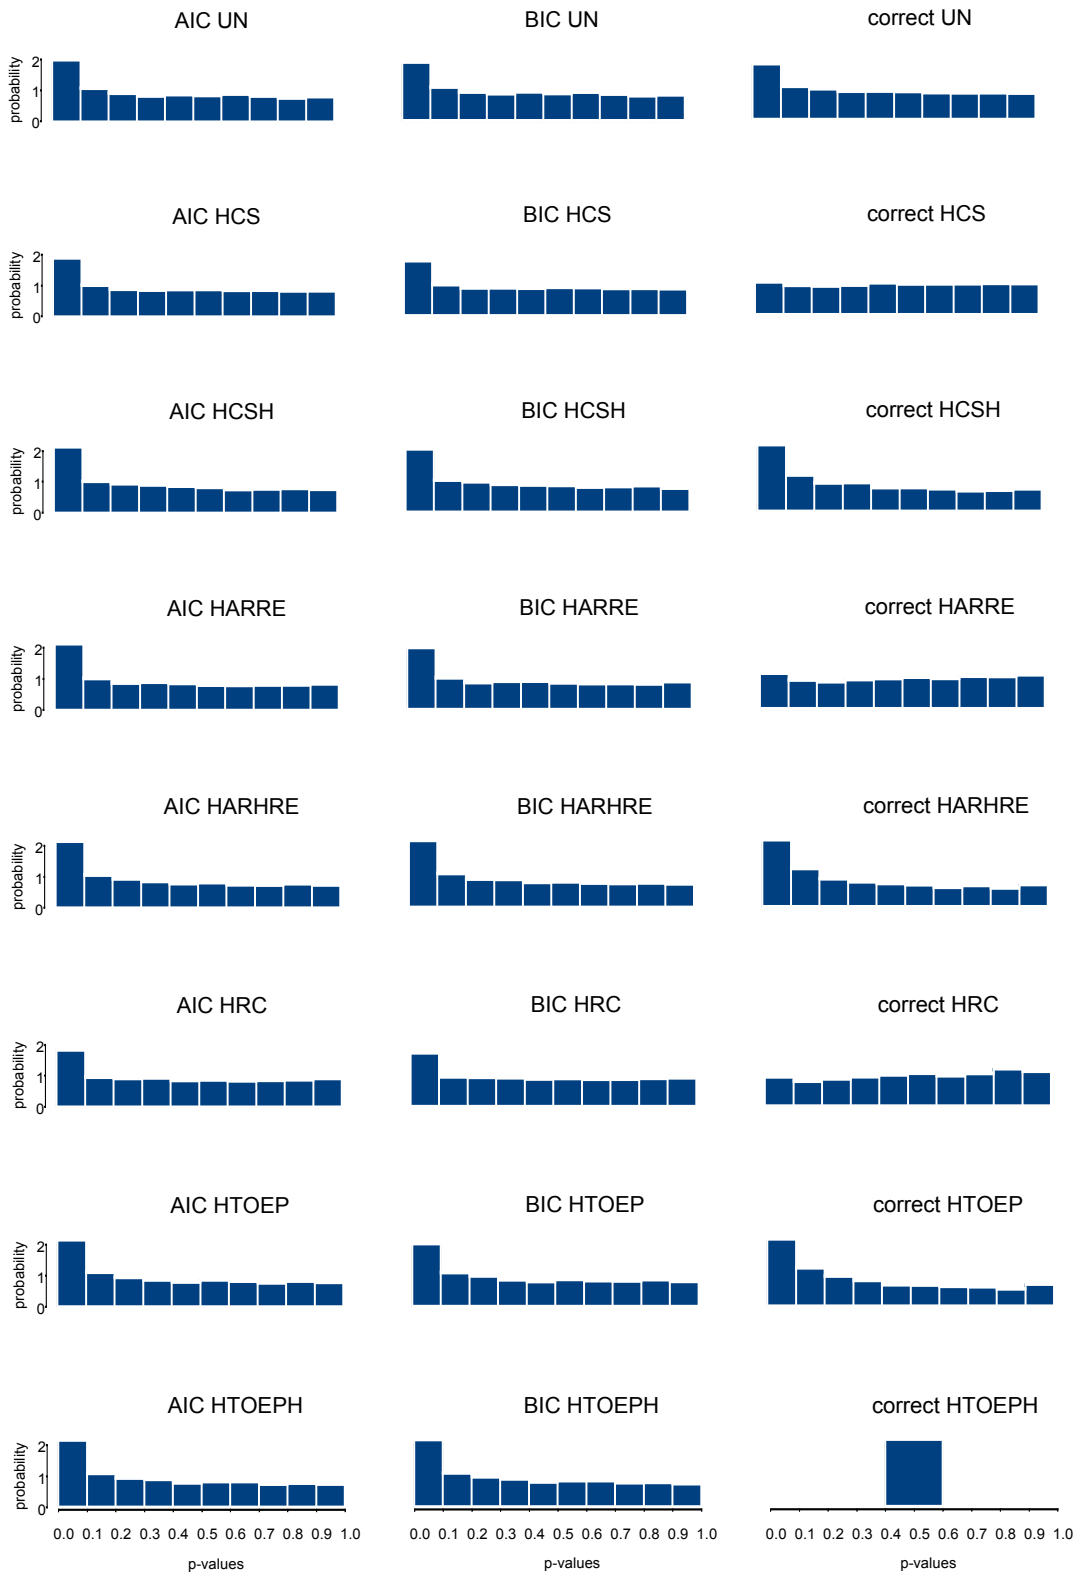 AIC UN BIC UN correct UN
probability
2
1
0
AIC HCS BIC HCS correct HCS
probability
2
1
0
AIC HCSH BIC HCSH correct HCSH
probability
2
1
0
AIC HARRE BIC HARRE correct HARRE
probability
2
1
0
AIC HARHRE BIC HARHRE correct HARHRE
probability
2
1
0
AIC HRC BIC HRC correct HRC
probability
2
1
0
AIC HTOEP BIC HTOEP correct HTOEP
probability
2
1
0
AIC HTOEPH BIC HTOEPH correct HTOEPH
probability
2
1
0
0.0 0.1 0.2 0.3 0.4 0.5 0.6 0.7 0.8 0.9 1.0 0.0 0.1 0.2 0.3 0.4 0.5 0.6 0.7 0.8 0.9 1.0 0.0 0.1 0.2 0.3 0.4 0.5 0.6 0.7 0.8 0.9 1.0
p-values p-values p-values